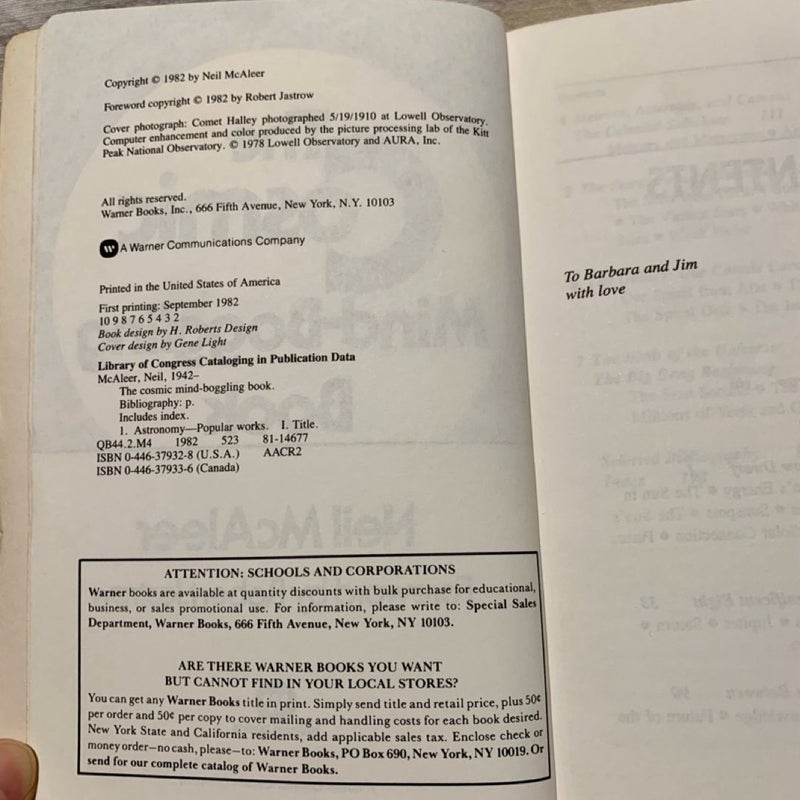 Copyright © 1982 by Neil McAleer
Foreword copyright © 1982 by Robert Jastrow
Cover photograph: Comet Halley photographed 5/19/1910 at Lowell Observatory.
Computer enhancement and color produced by the picture processing lab of the Kitt
Peak National Observatory. © 1978 Lowell Observatory and AURA, Inc.
All rights reserved.
Warner Books, Inc., 666 Fifth Avenue, New York, N.Y. 10103
A Warner Communications Company
Printed in the United States of America
First printing: September 1982
10 9 8 7 6 5 4 3 2
Book design by H. Roberts Design
Cover design by Gene Light
Library of Congress Cataloging in Publication Data
McAleer, Neil, 1942–
The cosmic mind-boggling book.
Bibliography: p.
Includes index.
1. Astronomy—Popular works. I. Title.
QB44.2.M4 1982 523 81-14677
ISBN 0-446-37932-8 (U.S.A.) AACR2
ISBN 0-446-37933-6 (Canada)
ATTENTION: SCHOOLS AND CORPORATIONS
Warner books are available at quantity discounts with bulk purchase for educational,
business, or sales promotional use. For information, please write to: Special Sales
Department, Warner Books, 666 Fifth Avenue, New York, NY 10103.
ARE THERE WARNER BOOKS YOU WANT
BUT CANNOT FIND IN YOUR LOCAL STORES?
You can get any Warner Books title in print. Simply send title and retail price, plus 50¢
per order and 50¢ per copy to cover mailing and handling costs for each book desired.
New York State and California residents, add applicable sales tax. Enclose check or
money order—no cash, please—to: Warner Books, PO Box 690, New York, NY 10019. Or
send for our complete catalog of Warner Books.
To Barbara and Jim
with love